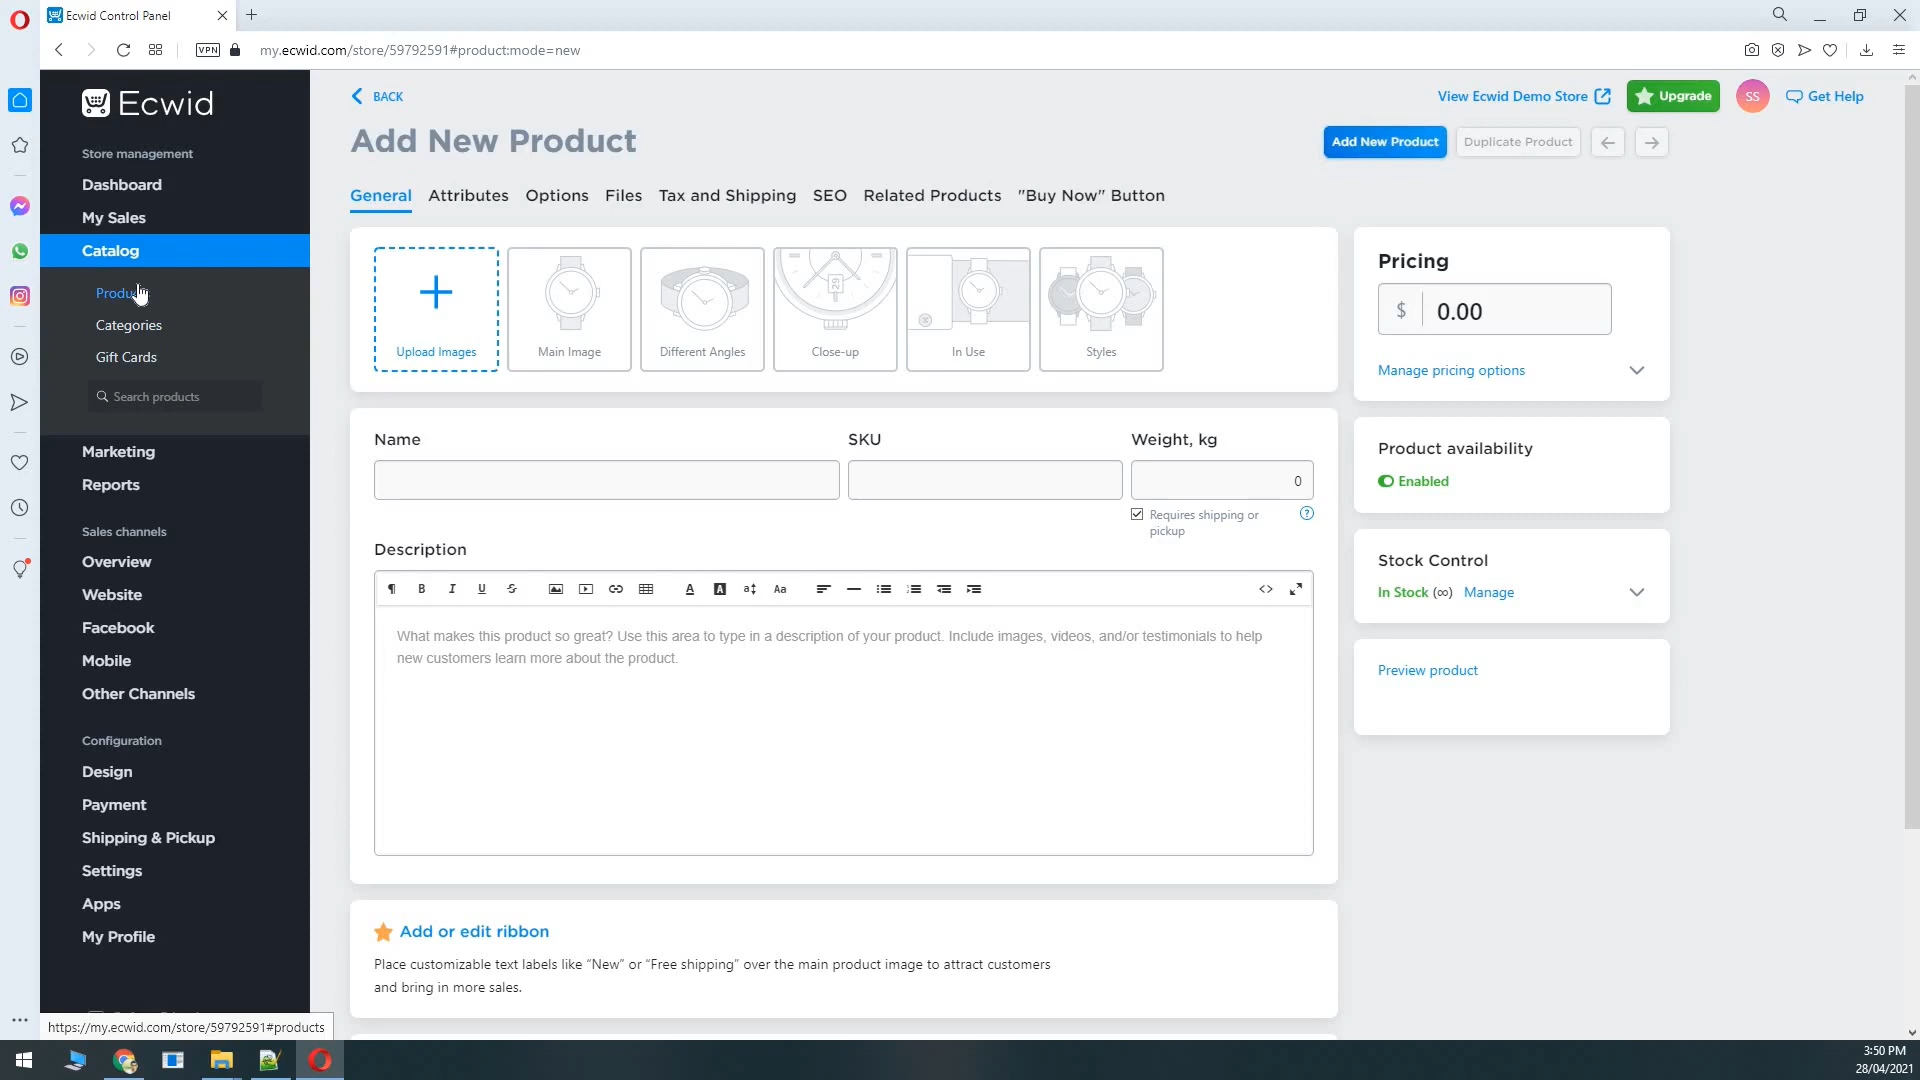 Ecwid Control Panel
VPN
my.ecwid.com/store/59792591#product:mode=new
Ecwid
Store management
Dashboard
My Sales
Catalog
Categories
Gift Cards
Search products
Marketing
Reports
Sales channels
Overview
Website
Facebook
Mobile
Other Channels
Configuration
Design
Payment
Shipping & Pickup
Settings
Apps
My Profile
https://my.ecwid.com/store/59792591#products
BACK
View Ecwid Demo Store
Upgrade
SS
Get Help
Add New Product
Add New Product
Duplicate Product
General Attributes Options Files Tax and Shipping SEO Related Products "Buy Now" Button
Upload Images
Main Image
Different Angles
Close-up
In Use
Styles
29
Name
SKU
Weight, kg
0
Requires shipping or
pickup
?
Description
What makes this product so great? Use this area to type in a description of your product. Include images, videos, and/or testimonials to help
new customers learn more about the product.
Add or edit ribbon
Place customizable text labels like “New” or “Free shipping” over the main product image to attract customers
and bring in more sales.
Pricing
$ 0.00
Manage pricing options
Product availability
Enabled
Stock Control
In Stock (∞) Manage
Preview product
3:50 PM
28/04/2021